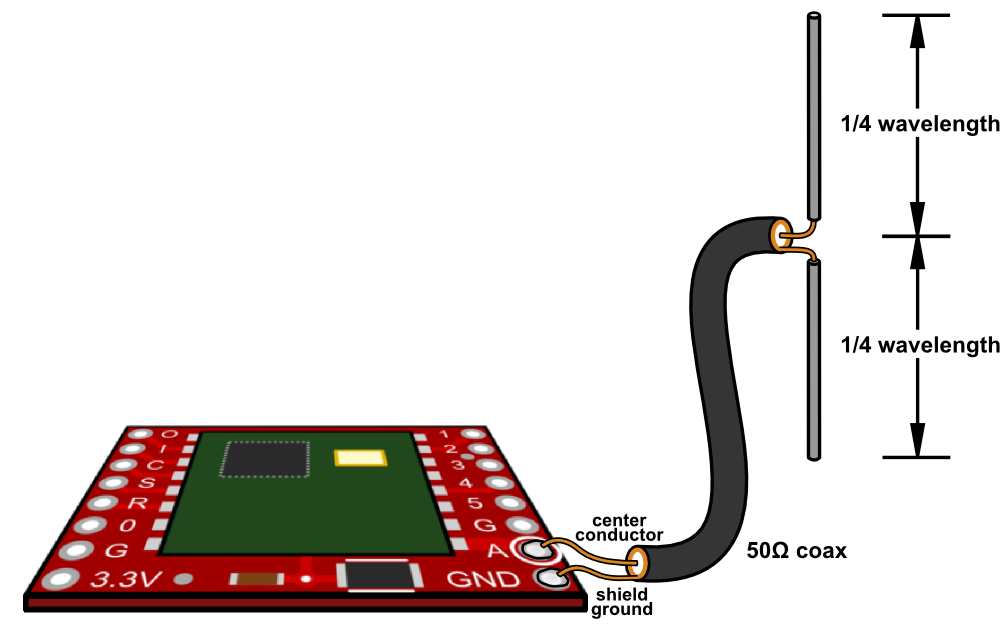 1/4 wavelength
1/4 wavelength
O
I
C
S
R
0
G
3.3V
1
2
3
4
5
G
A
GND
center
conductor
shield
ground
50Ω coax